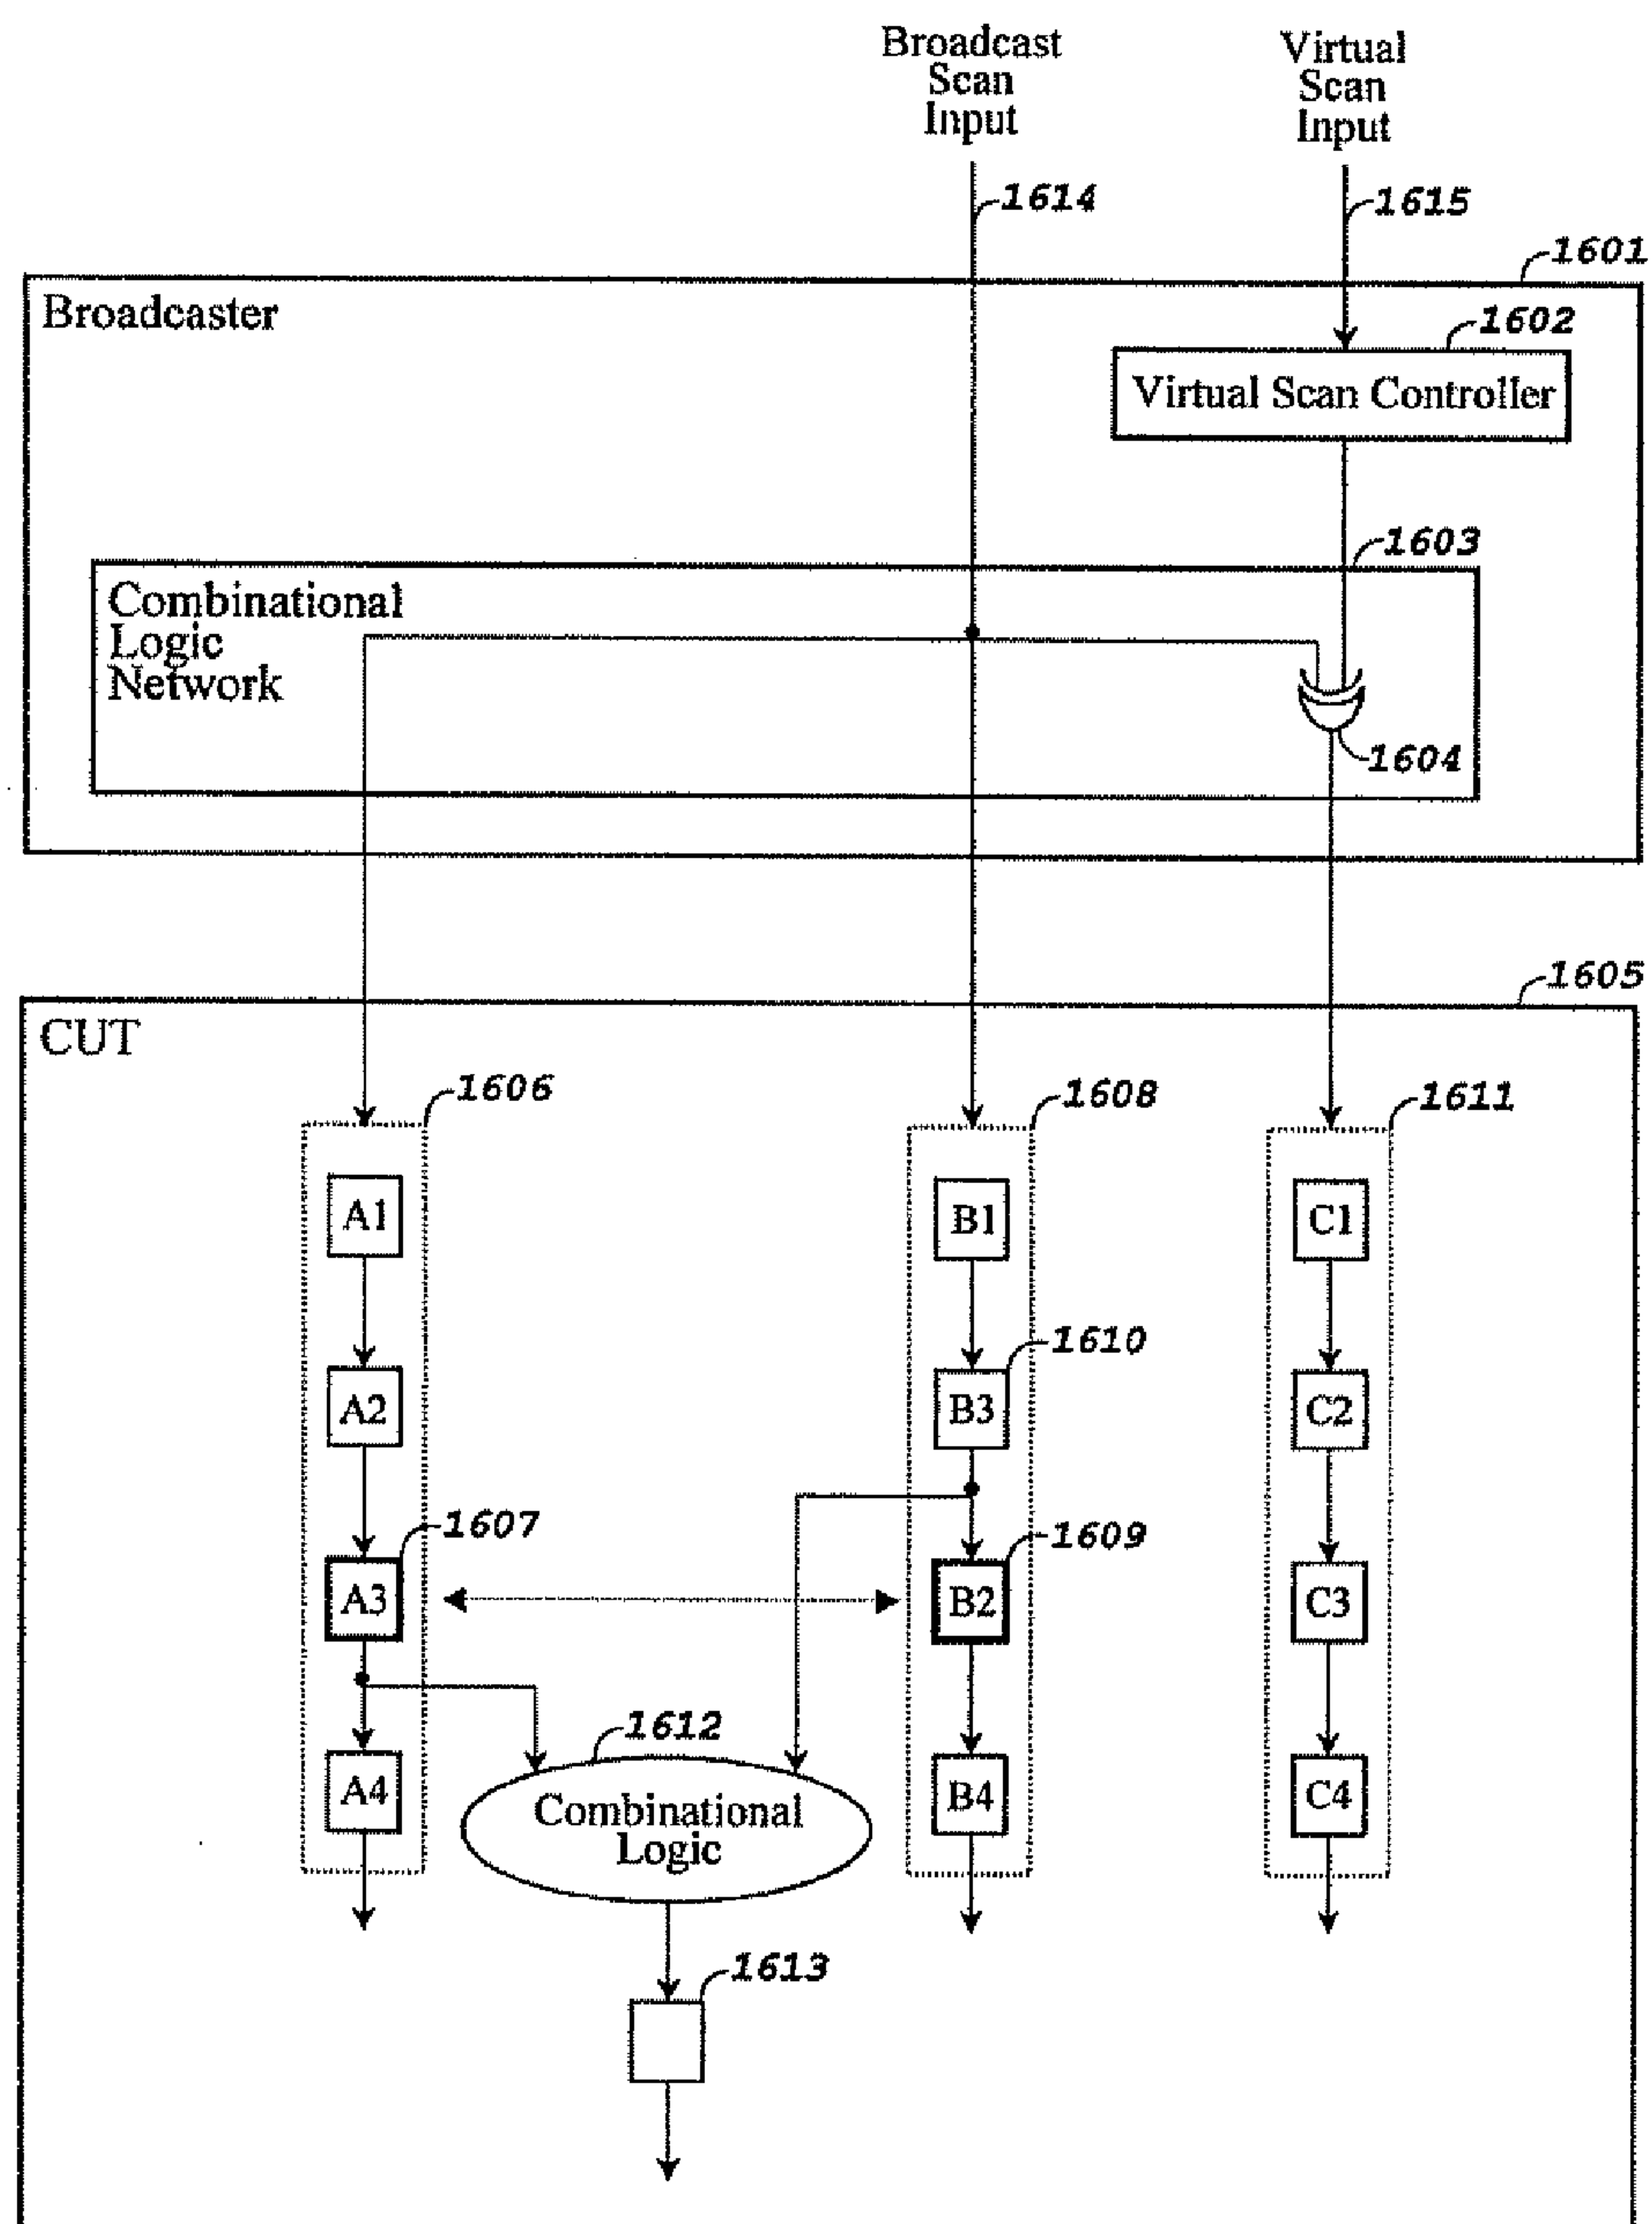 Broadcast
Scan
Input
Virtual
Scan
Input
1614
1615
1601
Broadcaster
1602
Virtual Scan Controller
1603
Combinational
Logic
Network
1604
1605
CUT
1606
1608
1611
A1
B1
C1
1610
A2
B3
C2
1607
1609
A3
B2
C3
1612
A4
Combinational
Logic
B4
C4
1613